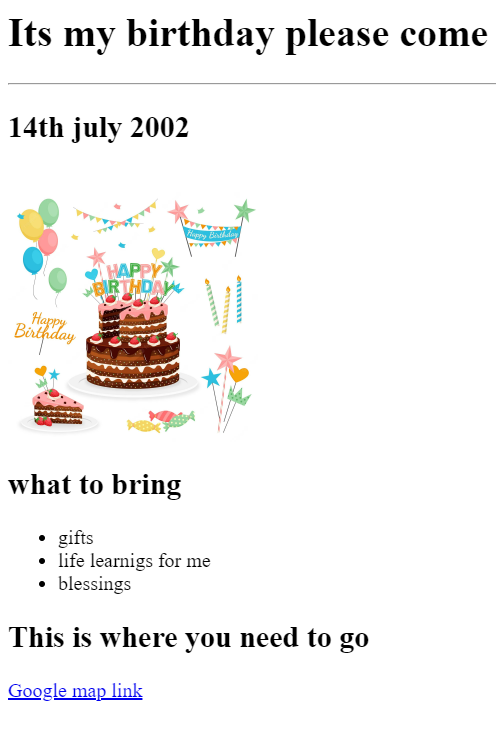 Its my birthday please come
14th july 2002
Happy Birthday
HAPPY
BIRTHDAY
Happy
Birthday
what to bring
gifts
life learnigs for me
blessings
This is where you need to go
Google map link